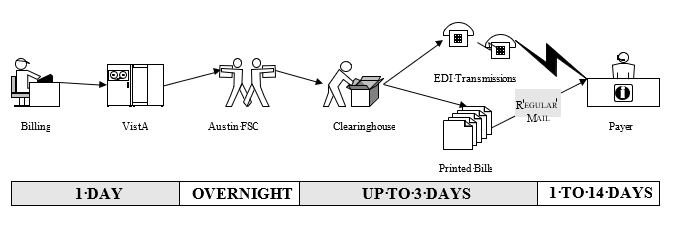 EDI·Transmissions
'REGULAR'
MAIL
Billing
VistA
Austin·FSC
Clearinghouse
Payer
Printed·Bills
1·DAY
OVERNIGHT
UP·TO·3·DAYS
1·TO·14·DAYS